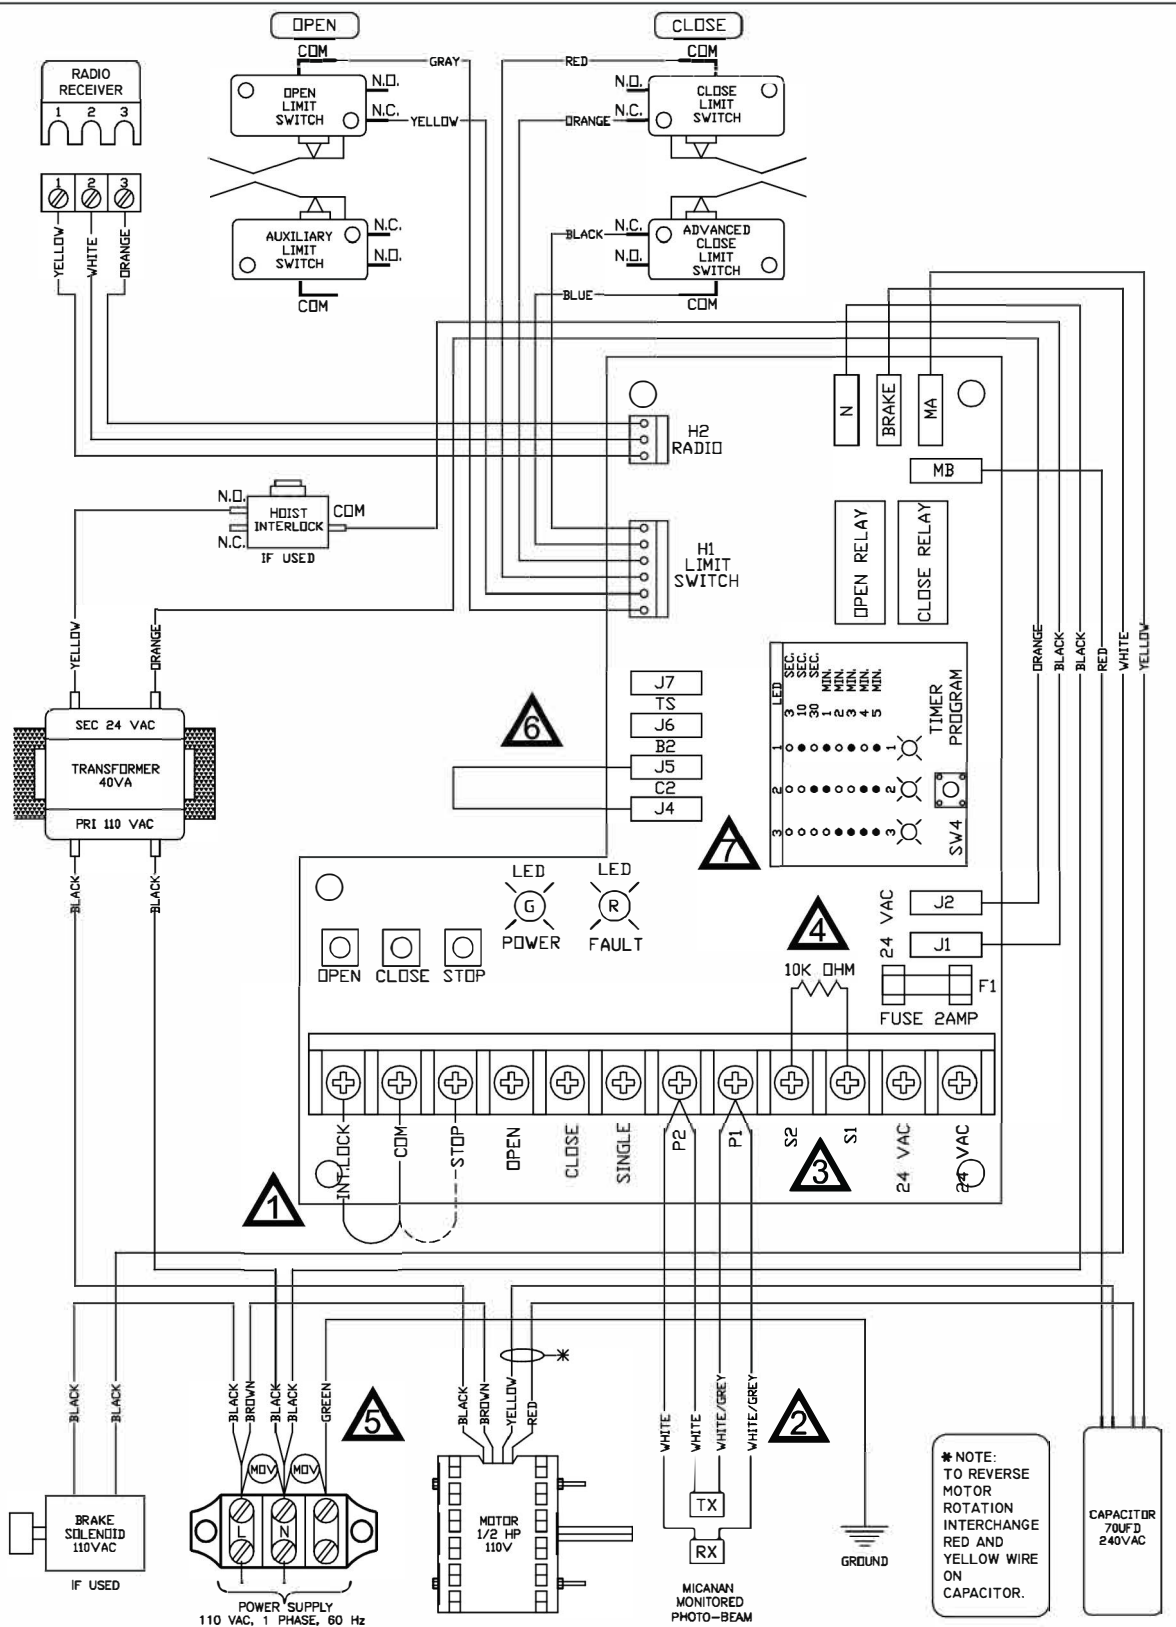 OPEN
COM
GRAY
N.O.
N.C.
YELLOW
OPEN
LIMIT
SWITCH
CLOSE
COM
RED
N.O.
N.C.
ORANGE
CLOSE
LIMIT
SWITCH
RADIO
RECEIVER
1 2 3
1 2 3
YELLOW
WHITE
ORANGE
AUXILIARY
LIMIT
SWITCH
N.C.
N.O.
COM
BLACK
N.C.
N.O.
ADVANCED
CLOSE
LIMIT
SWITCH
BLUE
COM
N
BRAKE
MA
MB
H2
RADIO
N.O.
N.C.
HOIST
INTERLOCK
COM
IF USED
H1
LIMIT
SWITCH
OPEN RELAY
CLOSE RELAY
YELLOW
ORANGE
ORANGE
BLACK
BLACK
RED
WHITE
YELLOW
SEC 24 VAC
TRANSFORMER
40VA
PRI 110 VAC
BLACK
BLACK
6
J7
TS
J6
B2
J5
C2
J4
LED
3 SEC.
10 SEC.
30 SEC.
1 MIN.
2 MIN.
3 MIN.
4 MIN.
5 MIN.
1 1
2 2
3 3
TIMER
PROGRAM
SW4
7
LED
G
POWER
LED
R
FAULT
OPEN
CLOSE
STOP
4
10K OHM
24 VAC
J2
J1
F1
FUSE 2AMP
INT.LOCK
COM
STOP
OPEN
CLOSE
SINGLE
P2
P1
S2
S1
24 VAC
24 VAC
1
3
BLACK
BLACK
BRAKE
SOLENOID
110VAC
IF USED
BLACK
BROWN
BLACK
BLACK
GREEN
5
MOV
MOV
L
N
POWER SUPPLY
110 VAC, 1 PHASE, 60 Hz
*
BLACK
BROWN
YELLOW
RED
MOTOR
1/2 HP
110V
WHITE
WHITE
WHITE/GREY
WHITE/GREY
2
TX
RX
MICANAN
MONITORED
PHOTO-BEAM
GROUND
* NOTE:
TO REVERSE
MOTOR
ROTATION
INTERCHANGE
RED AND
YELLOW WIRE
ON
CAPACITOR.
CAPACITOR
70UFD
240VAC